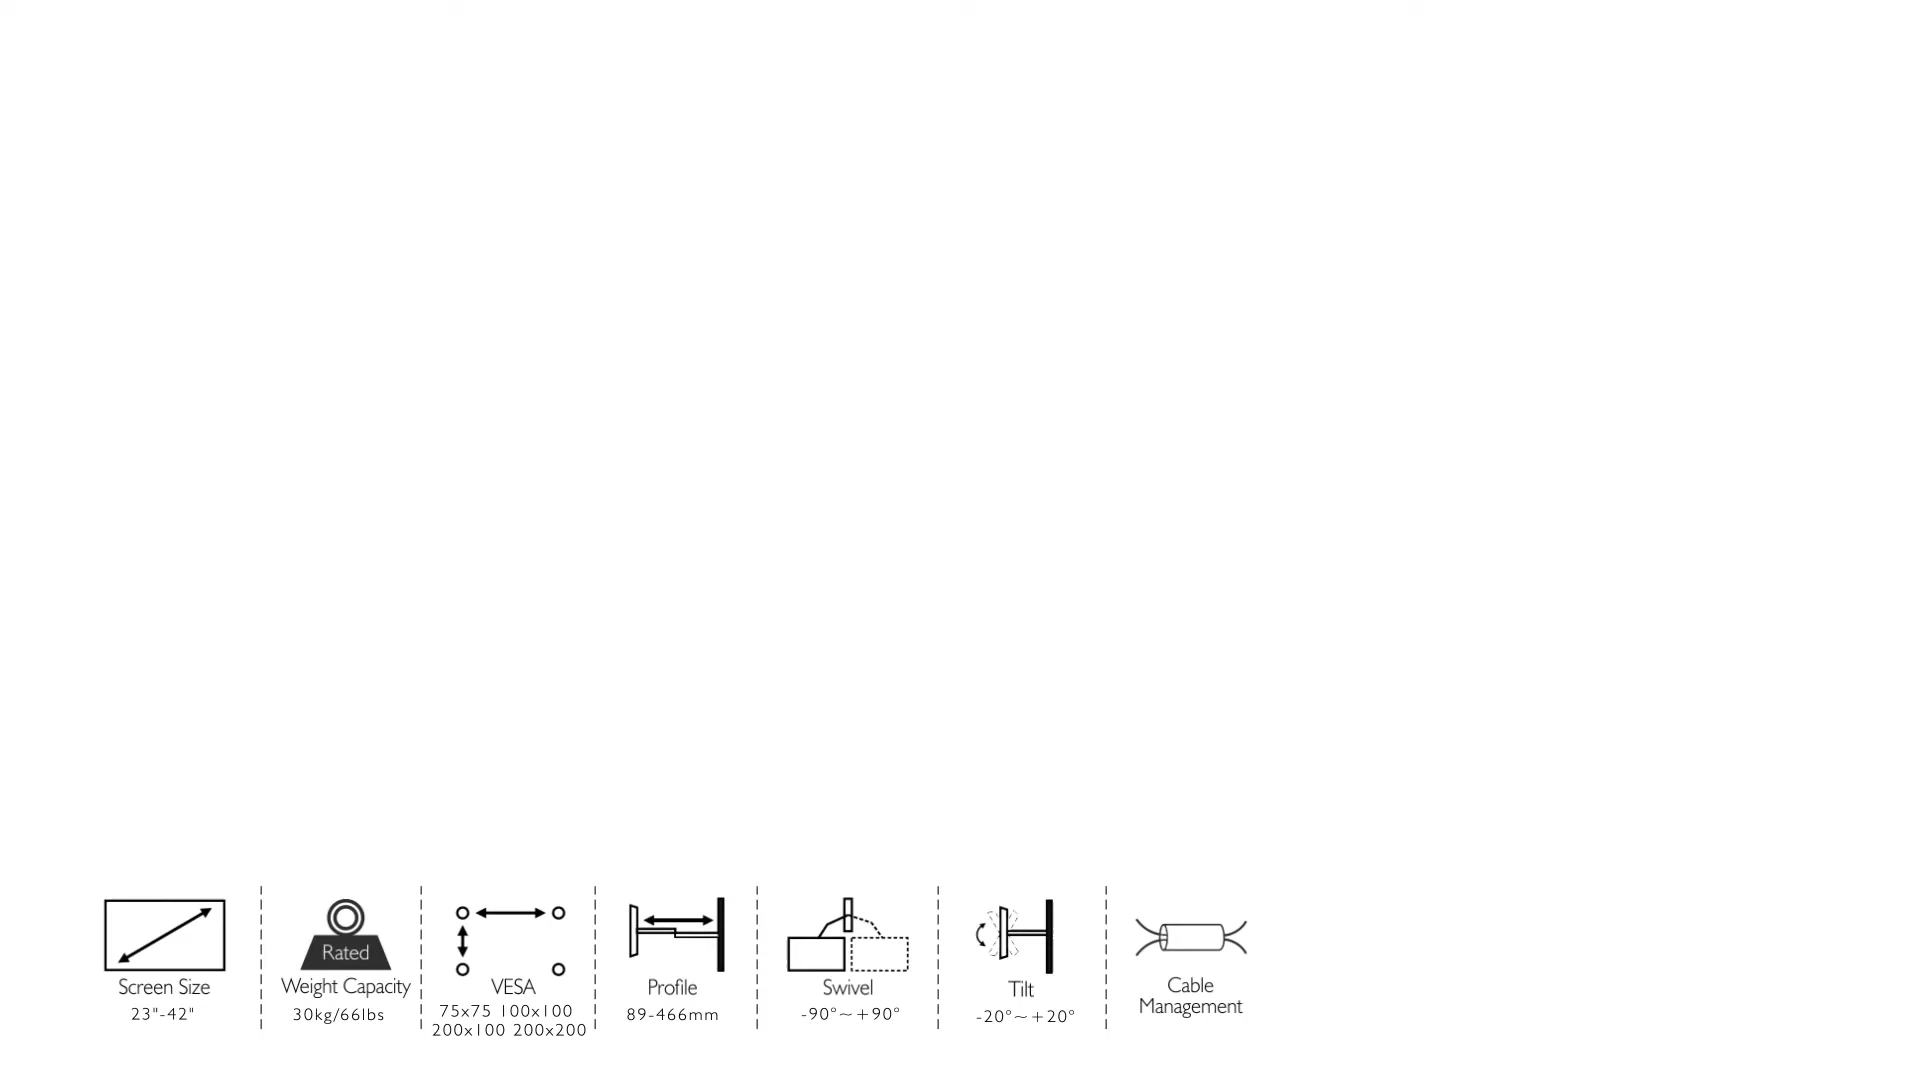 Screen Size
23"-42"
Rated
Weight Capacity
30kg/66lbs
VESA
75x75 100x100
200x100 200x200
Profile
89-466mm
Swivel
-90°~+90°
Tilt
-20°~+20°
Cable
Management